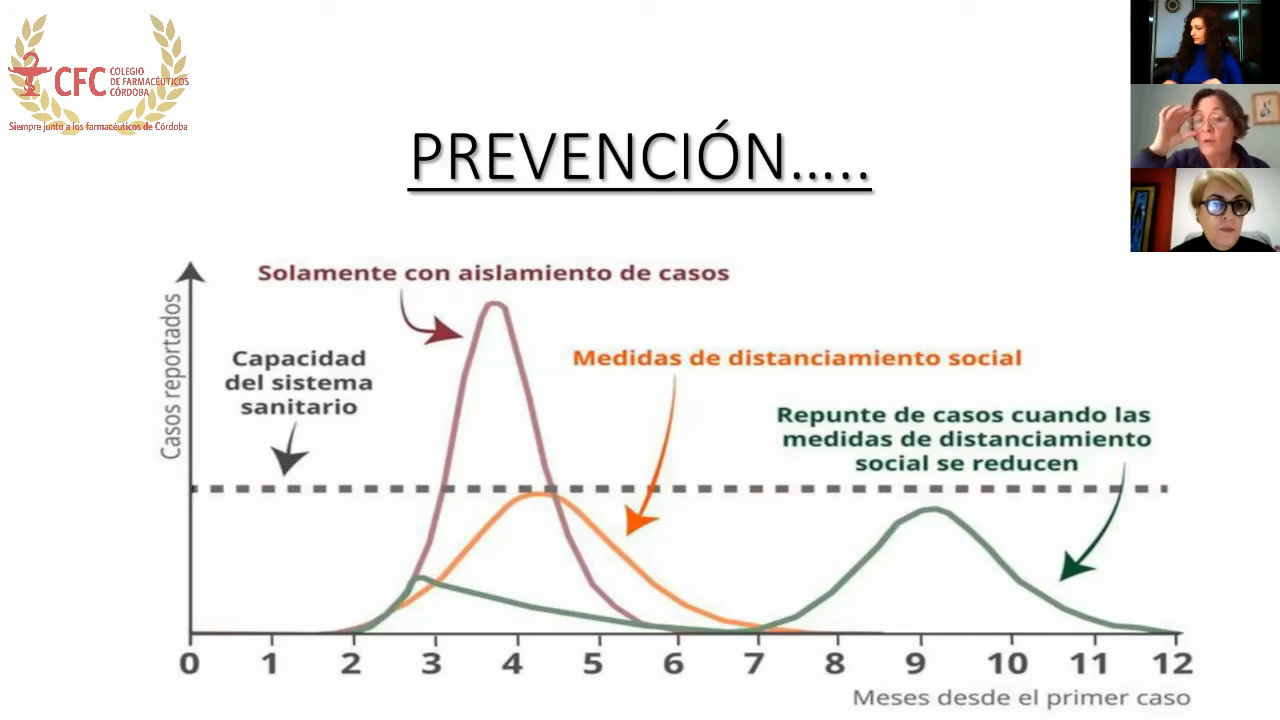 CFC COLEGIO
DE FARMACÉUTICOS
CÓRDOBA
Siempre junto a los farmacéuticos de Córdoba
PREVENCIÓN.....
Solamente con aislamiento de casos
Casos reportados
Capacidad
del sistema
sanitario
Medidas de distanciamiento social
Repunte de casos cuando las
medidas de distanciamiento
social se reducen
0 1 2 3 4 5 6 7 8 9 10 11 12
Meses desde el primer caso